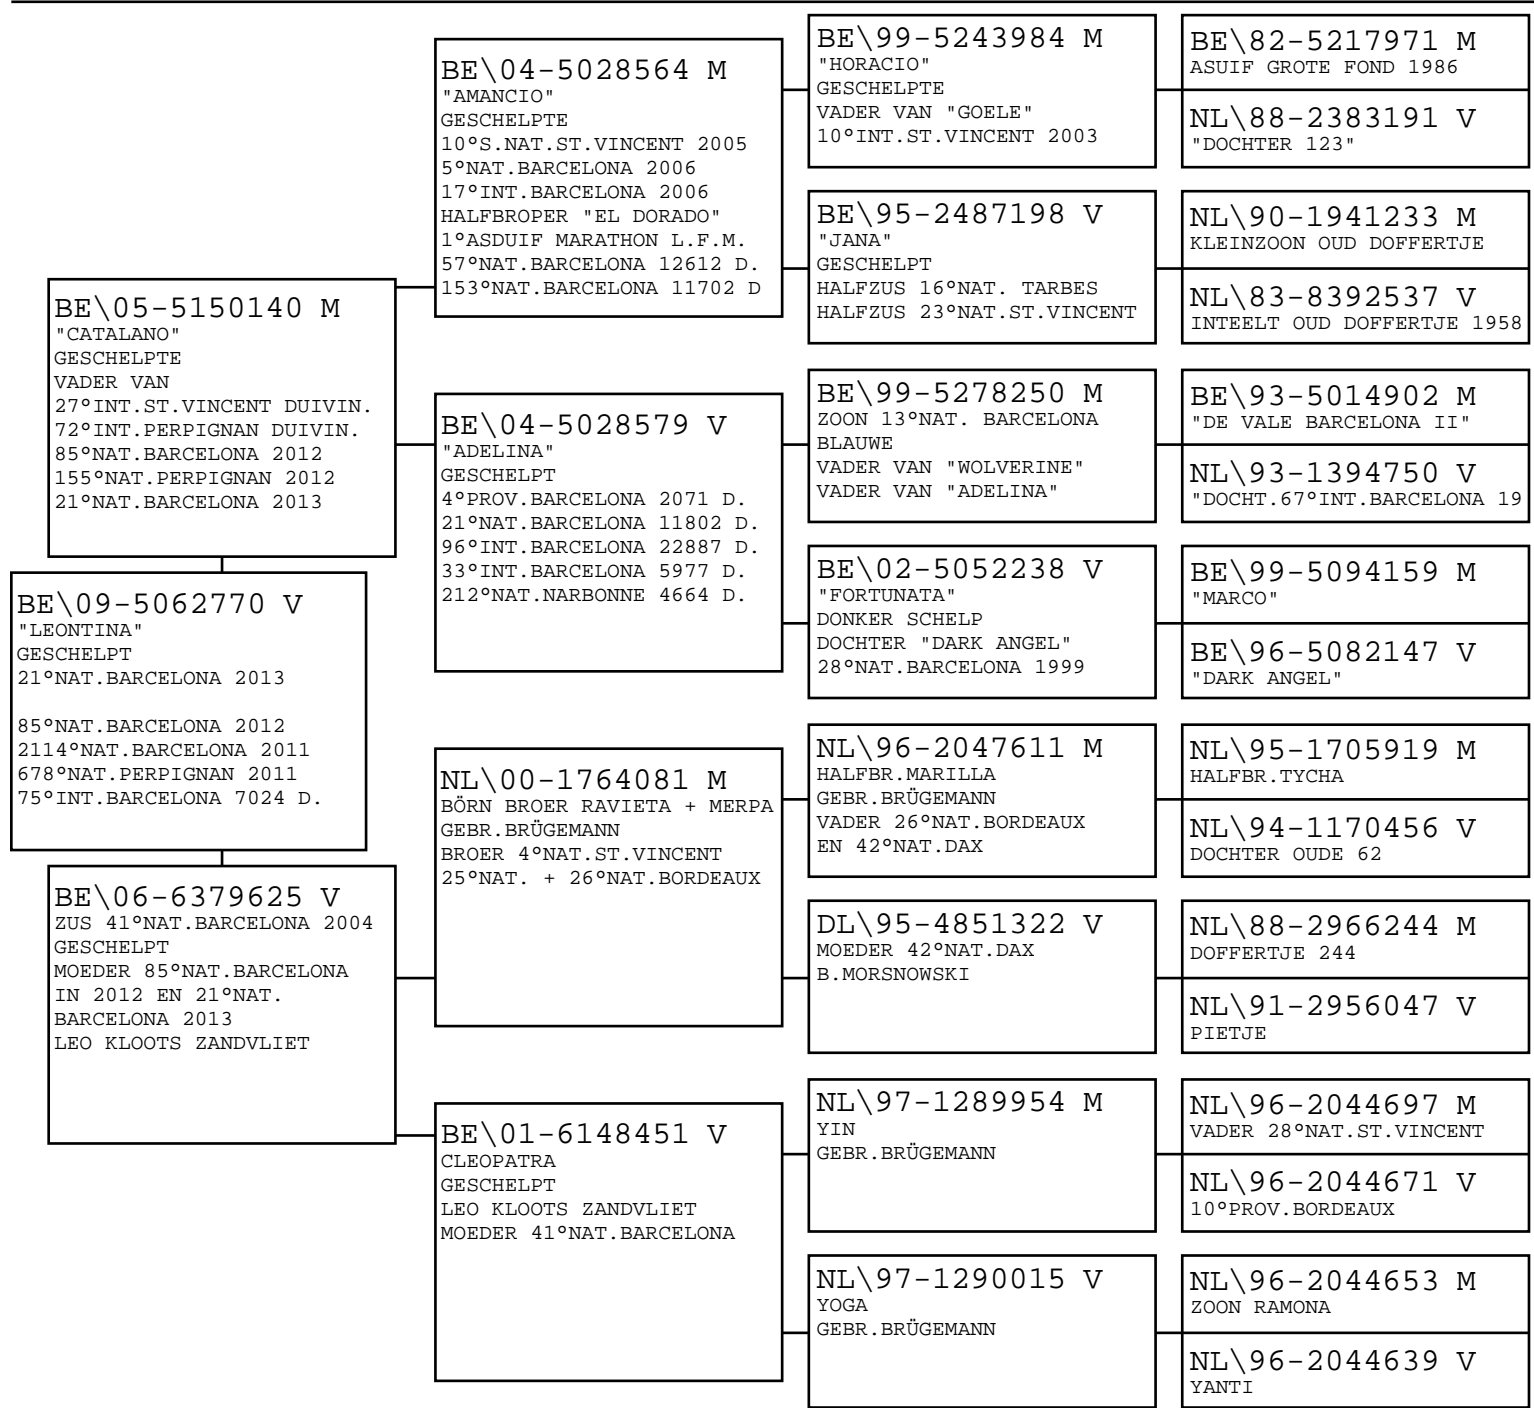 BE\09-5062770 V
"LEONTINA"
GESCHELPT
21°NAT.BARCELONA 2013
85°NAT.BARCELONA 2012
2114°NAT.BARCELONA 2011
678°NAT.PERPIGNAN 2011
75°INT.BARCELONA 7024 D.
BE\05-5150140 M
"CATALANO"
GESCHELPTE
VADER VAN
27°INT.ST.VINCENT DUIVIN.
72°INT.PERPIGNAN DUIVIN.
85°NAT.BARCELONA 2012
155°NAT.PERPIGNAN 2012
21°NAT.BARCELONA 2013
BE\06-6379625 V
ZUS 41°NAT.BARCELONA 2004
GESCHELPT
MOEDER 85°NAT.BARCELONA
IN 2012 EN 21°NAT.
BARCELONA 2013
LEO KLOOTS ZANDVLIET
BE\04-5028564 M
"AMANCIO"
GESCHELPTE
10°S.NAT.ST.VINCENT 2005
5°NAT.BARCELONA 2006
17°INT.BARCELONA 2006
HALFBROPER "EL DORADO"
1°ASDUIF MARATHON L.F.M.
57°NAT.BARCELONA 12612 D.
153°NAT.BARCELONA 11702 D
BE\04-5028579 V
"ADELINA"
GESCHELPT
4°PROV.BARCELONA 2071 D.
21°NAT.BARCELONA 11802 D.
96°INT.BARCELONA 22887 D.
33°INT.BARCELONA 5977 D.
212°NAT.NARBONNE 4664 D.
NL\00-1764081 M
BÖRN BROER RAVIETA + MERPA
GEBR.BRÜGEMANN
BROER 4°NAT.ST.VINCENT
25°NAT. + 26°NAT.BORDEAUX
BE\01-6148451 V
CLEOPATRA
GESCHELPT
LEO KLOOTS ZANDVLIET
MOEDER 41°NAT.BARCELONA
BE\99-5243984 M
"HORACIO"
GESCHELPTE
VADER VAN "GOELE"
10°INT.ST.VINCENT 2003
BE\95-2487198 V
"JANA"
GESCHELPT
HALFZUS 16°NAT. TARBES
HALFZUS 23°NAT.ST.VINCENT
BE\99-5278250 M
ZOON 13°NAT. BARCELONA
BLAUWE
VADER VAN "WOLVERINE"
VADER VAN "ADELINA"
BE\02-5052238 V
"FORTUNATA"
DONKER SCHELP
DOCHTER "DARK ANGEL"
28°NAT.BARCELONA 1999
NL\96-2047611 M
HALFBR.MARILLA
GEBR.BRÜGEMANN
VADER 26°NAT.BORDEAUX
EN 42°NAT.DAX
DL\95-4851322 V
MOEDER 42°NAT.DAX
B.MORSNOWSKI
NL\97-1289954 M
YIN
GEBR.BRÜGEMANN
NL\97-1290015 V
YOGA
GEBR.BRÜGEMANN
BE\82-5217971 M
ASUIF GROTE FOND 1986
NL\88-2383191 V
"DOCHTER 123"
NL\90-1941233 M
KLEINZOON OUD DOFFERTJE
NL\83-8392537 V
INTEELT OUD DOFFERTJE 1958
BE\93-5014902 M
"DE VALE BARCELONA II"
NL\93-1394750 V
"DOCHT.67°INT.BARCELONA 19
BE\99-5094159 M
"MARCO"
BE\96-5082147 V
"DARK ANGEL"
NL\95-1705919 M
HALFBR.TYCHA
NL\94-1170456 V
DOCHTER OUDE 62
NL\88-2966244 M
DOFFERTJE 244
NL\91-2956047 V
PIETJE
NL\96-2044697 M
VADER 28°NAT.ST.VINCENT
NL\96-2044671 V
10°PROV.BORDEAUX
NL\96-2044653 M
ZOON RAMONA
NL\96-2044639 V
YANTI